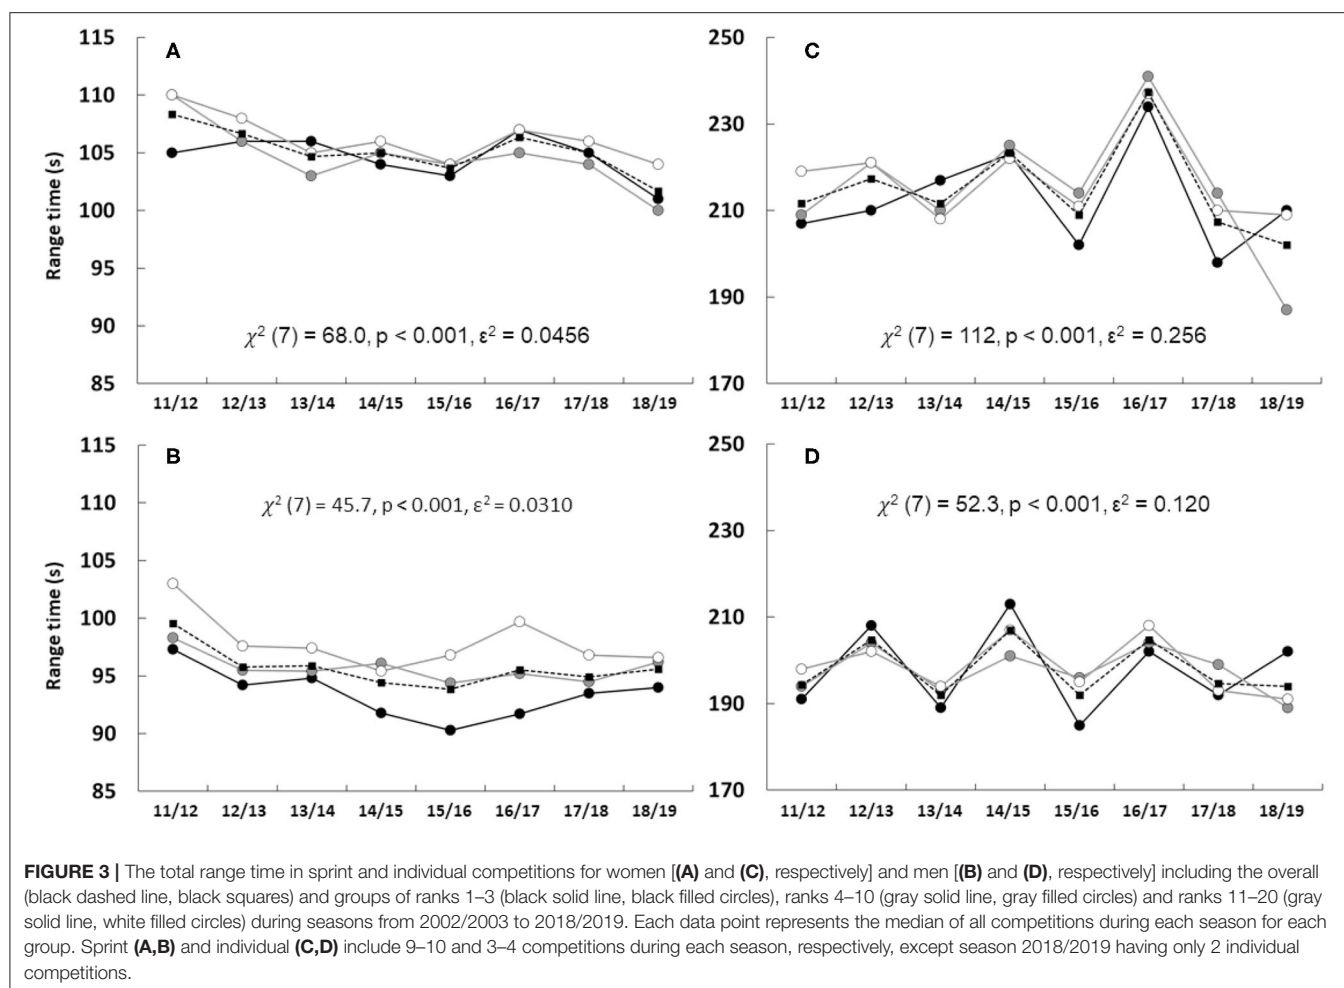 A
115
110
105
100
95
90
85
Range time (s)
χ² (7) = 68.0, p < 0.001, ε² = 0.0456
11/12 12/13 13/14 14/15 15/16 16/17 17/18 18/19
C
250
230
210
190
170
χ² (7) = 112, p < 0.001, ε² = 0.256
11/12 12/13 13/14 14/15 15/16 16/17 17/18 18/19
B
115
110
105
100
95
90
85
Range time (s)
χ² (7) = 45.7, p < 0.001, ε² = 0.0310
11/12 12/13 13/14 14/15 15/16 16/17 17/18 18/19
D
250
230
210
190
170
χ² (7) = 52.3, p < 0.001, ε² = 0.120
11/12 12/13 13/14 14/15 15/16 16/17 17/18 18/19
FIGURE 3 | The total range time in sprint and individual competitions for women [(A) and (C), respectively] and men [(B) and (D), respectively] including the overall
(black dashed line, black squares) and groups of ranks 1–3 (black solid line, black filled circles), ranks 4–10 (gray solid line, gray filled circles) and ranks 11–20 (gray
solid line, white filled circles) during seasons from 2002/2003 to 2018/2019. Each data point represents the median of all competitions during each season for each
group. Sprint (A,B) and individual (C,D) include 9–10 and 3–4 competitions during each season, respectively, except season 2018/2019 having only 2 individual
competitions.